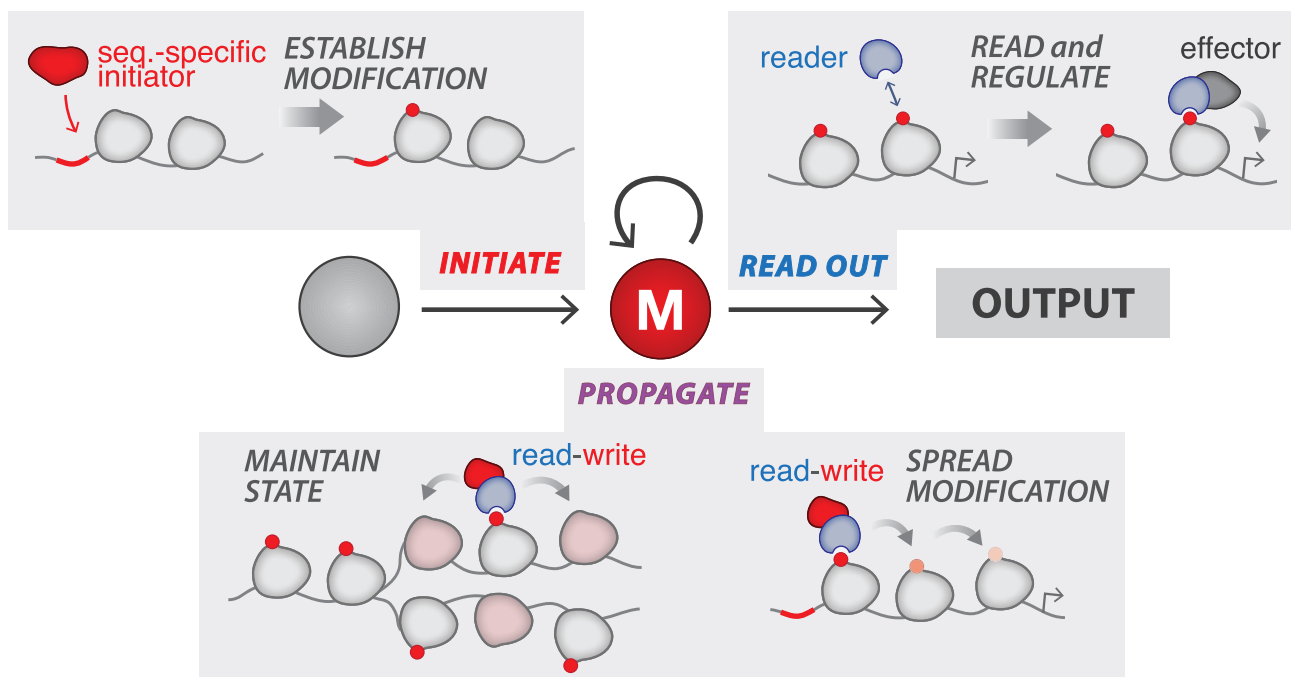 seq.-specific
initiator
ESTABLISH
MODIFICATION
reader
READ and
REGULATE
effector
INITIATE
M
READ OUT
OUTPUT
PROPAGATE
MAINTAIN
STATE
read-write
read-write
SPREAD
MODIFICATION